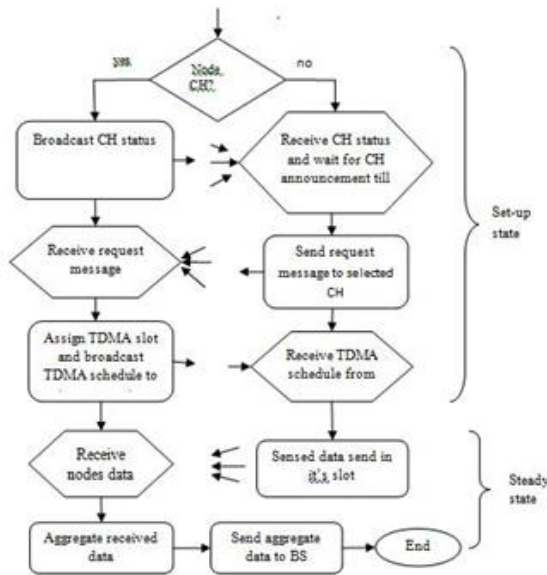 yes
Node,
CH?
no
Broadcast CH status
Receive CH status
and wait for CH
announcement till
Receive request
message
Send request
message to selected
CH
Set-up
state
Assign TDMA slot
and broadcast
TDMA schedule to
Receive TDMA
schedule from
Receive
nodes data
Sensed data send in
it's slot
Steady
state
Aggregate received
data
Send aggregate
data to BS
End